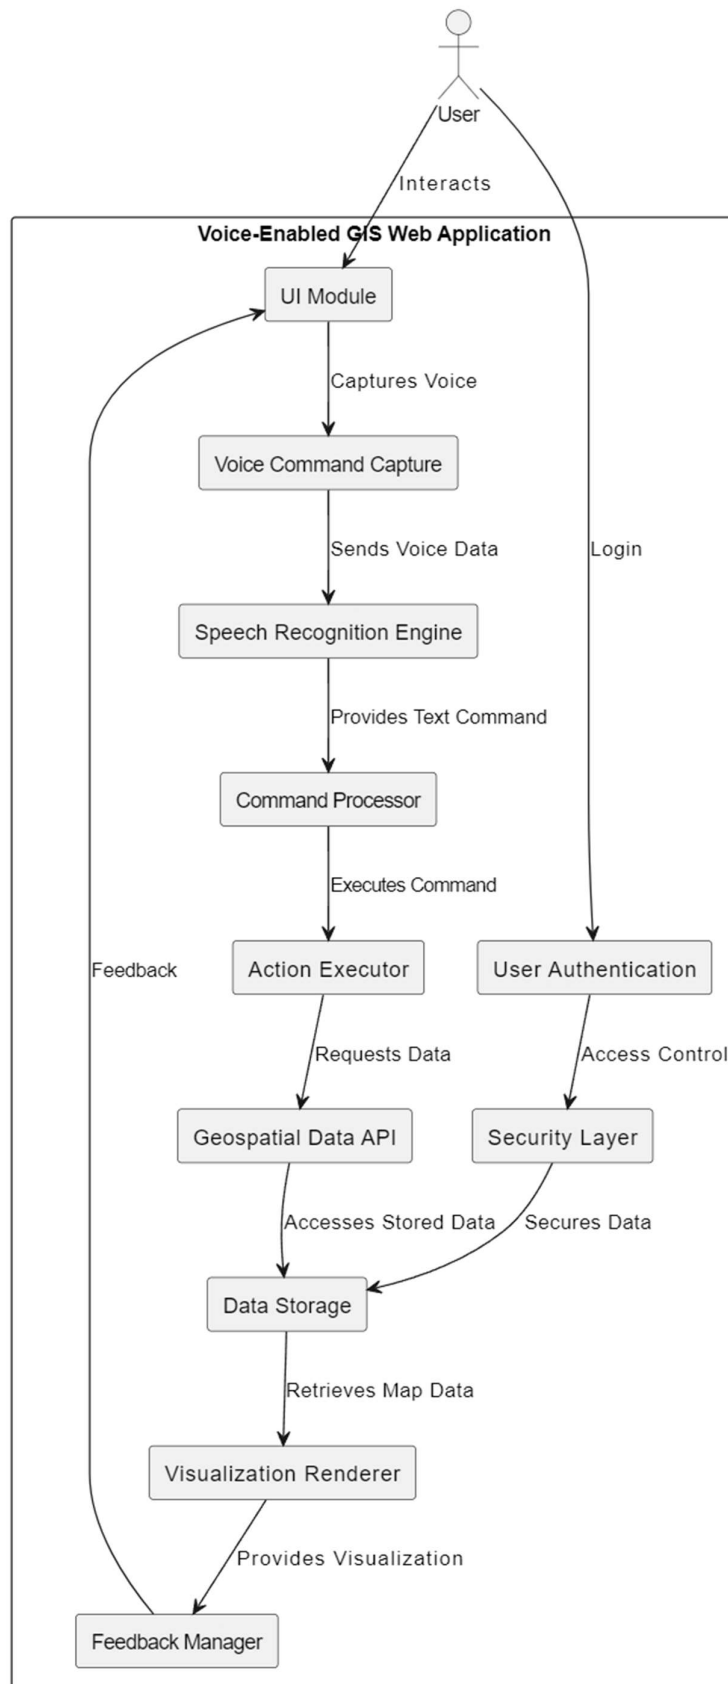 User
Interacts
Voice-Enabled GIS Web Application
UI Module
Captures Voice
Voice Command Capture
Sends Voice Data
Login
Speech Recognition Engine
Provides Text Command
Command Processor
Executes Command
Feedback
Action Executor
User Authentication
Requests Data
Access Control
Geospatial Data API
Security Layer
Accesses Stored Data
Secures Data
Data Storage
Retrieves Map Data
Visualization Renderer
Provides Visualization
Feedback Manager